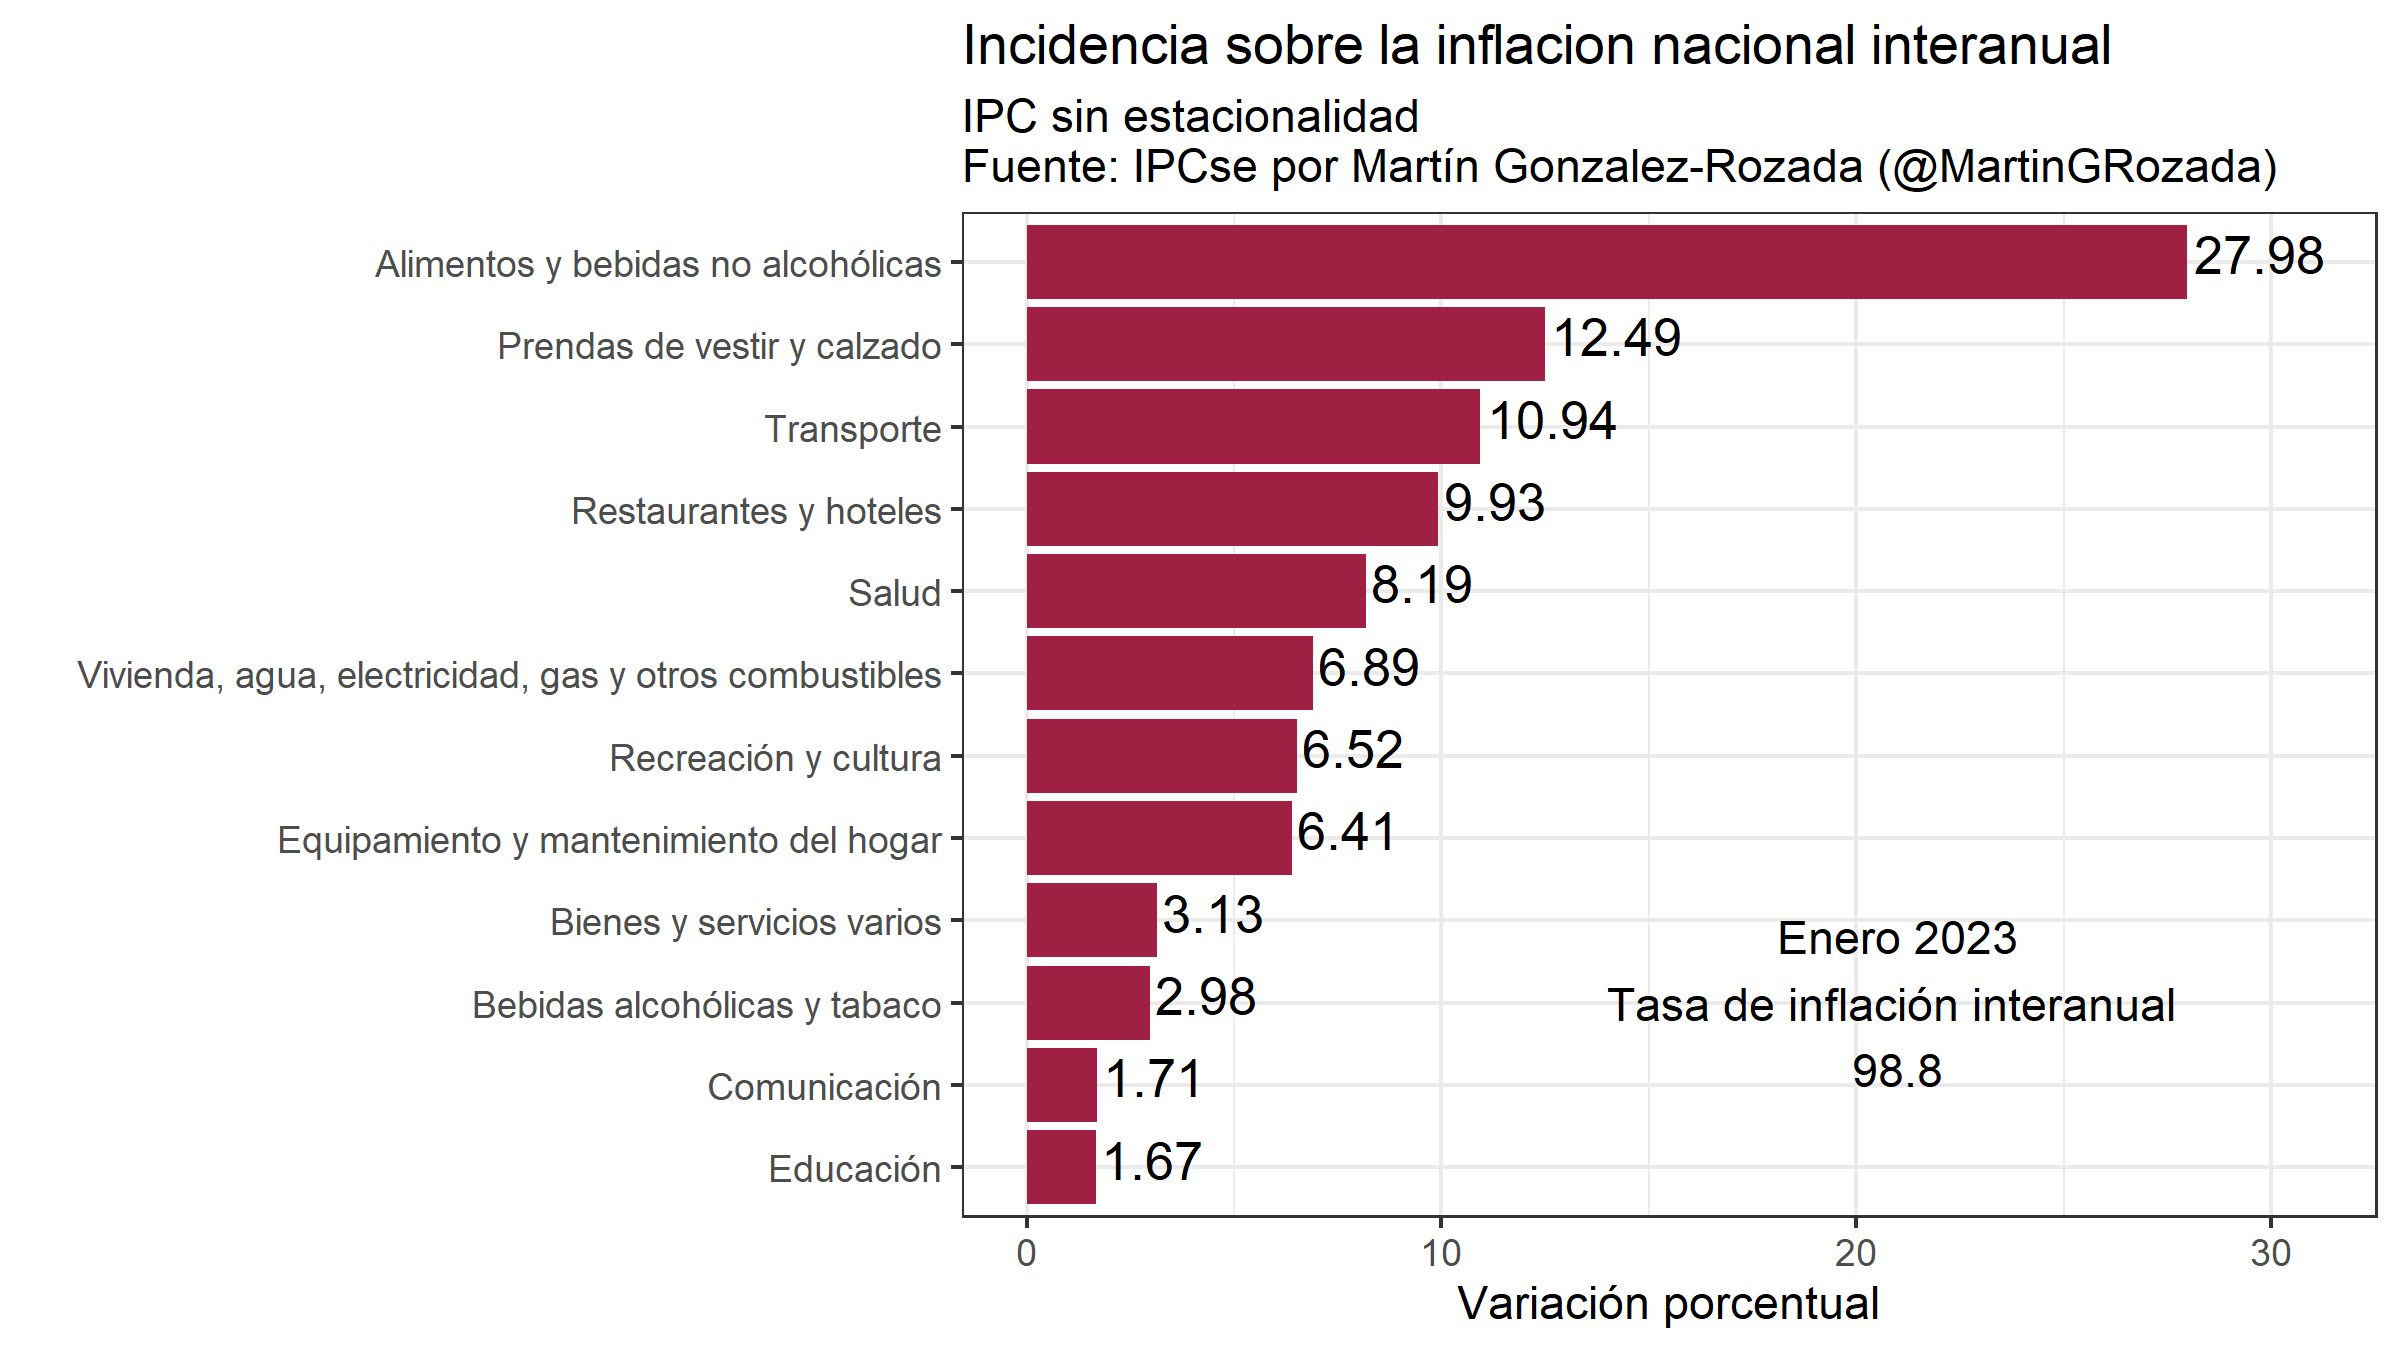 Incidencia sobre la inflacion nacional interanual
IPC sin estacionalidad
Fuente: IPCse por Martín Gonzalez-Rozada (@MartinGRozada)
Alimentos y bebidas no alcohólicas 27.98
Prendas de vestir y calzado 12.49
Transporte 10.94
Restaurantes y hoteles 9.93
Salud 8.19
Vivienda, agua, electricidad, gas y otros combustibles 6.89
Recreación y cultura 6.52
Equipamiento y mantenimiento del hogar 6.41
Bienes y servicios varios 3.13
Bebidas alcohólicas y tabaco 2.98
Comunicación 1.71
Educación 1.67
Enero 2023
Tasa de inflación interanual
98.8
0 10 20 30
Variación porcentual